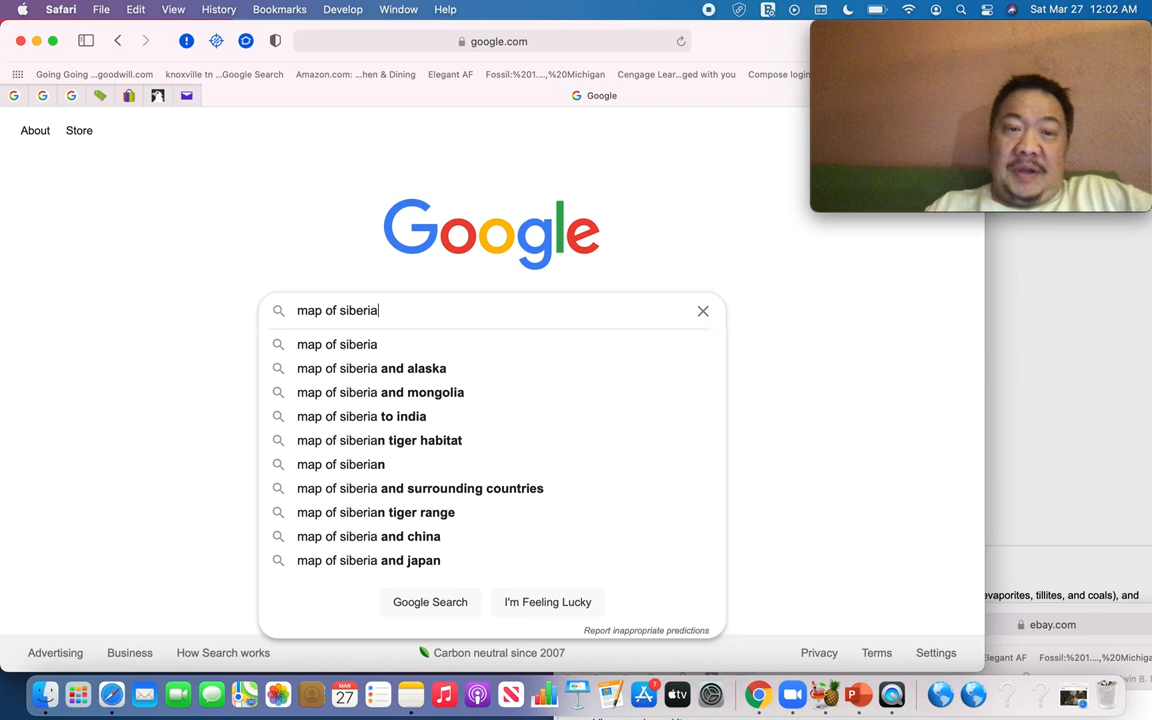 Safari File Edit View History Bookmarks Develop Window Help Sat Mar 27 12:02 AM
google.com
Going Going ...goodwill.com knoxville tn ...Google Search Amazon.com: ...hen & Dining Elegant AF Fossil:%201...,%20Michigan Cengage Lear...ged with you Compose login
Google
About Store
Google
map of siberia
map of siberia
map of siberia and alaska
map of siberia and mongolia
map of siberia to india
map of siberian tiger habitat
map of siberian
map of siberia and surrounding countries
map of siberian tiger range
map of siberia and china
map of siberia and japan
Google Search I'm Feeling Lucky
Report inappropriate predictions
evaporites, tillites, and coals), and
ebay.com
Advertising Business How Search works Carbon neutral since 2007 Privacy Terms Settings
Elegant AF Fossil:%201...,%20Michiga
MAR
27
7
tv